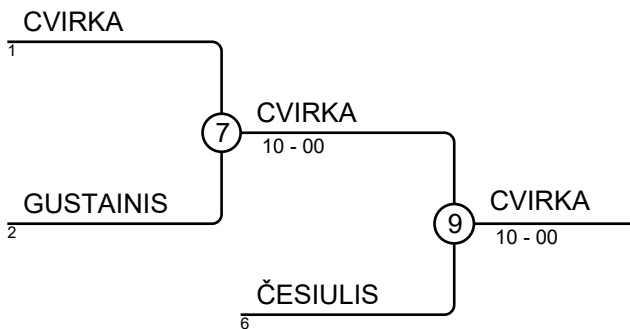 CVIRKA
1
7
CVIRKA
10 - 00
GUSTAINIS
2
9
CVIRKA
10 - 00
ČESIULIS
6